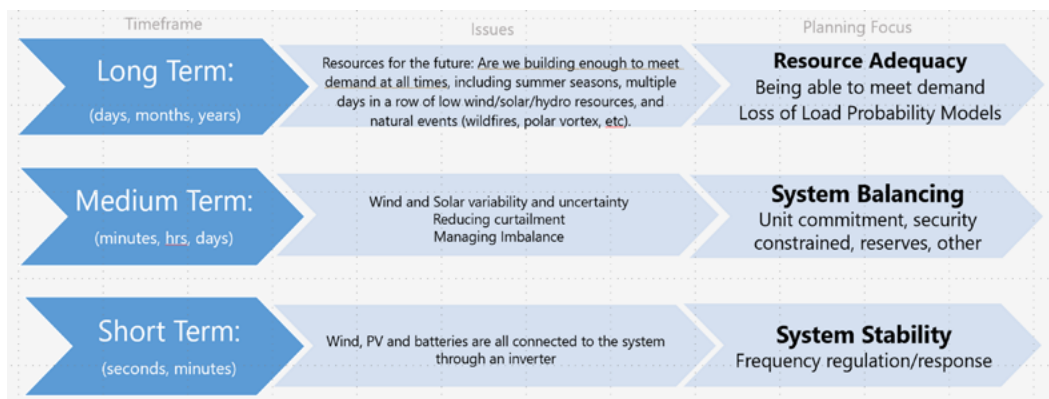 Timeframe
Issues
Planning Focus
Long Term:
(days, months, years)
Resources for the future: Are we building enough to meet
demand at all times, including summer seasons, multiple
days in a row of low wind/solar/hydro resources, and
natural events (wildfires, polar vortex, etc).
Resource Adequacy
Being able to meet demand
Loss of Load Probability Models
Medium Term:
(minutes, hrs, days)
Wind and Solar variability and uncertainty
Reducing curtailment
Managing Imbalance
System Balancing
Unit commitment, security
constrained, reserves, other
Short Term:
(seconds, minutes)
Wind, PV and batteries are all connected to the system
through an inverter
System Stability
Frequency regulation/response